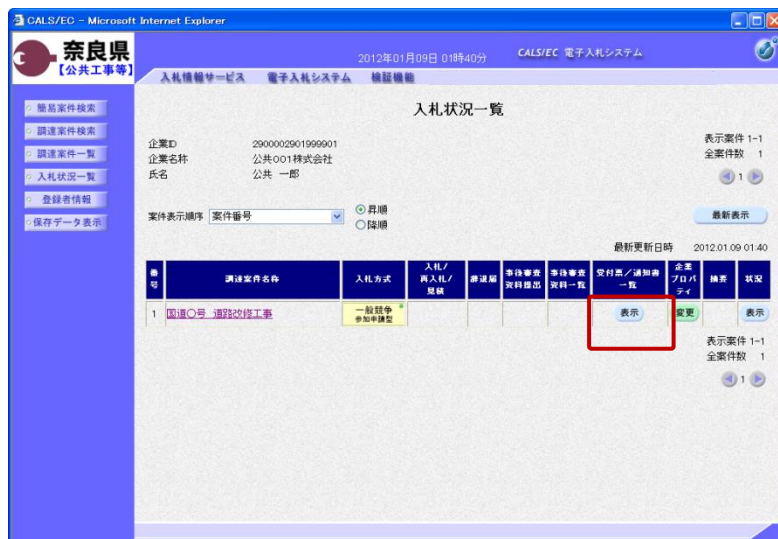 CALS/EC - Microsoft Internet Explorer
奈良県
【公共工事等】
2012年01月09日 01時40分
CALS/EC 電子入札システム
入札情報サービス 電子入札システム 検証機能
簡易案件検索
調達案件検索
調達案件一覧
入札状況一覧
登録者情報
保存データ表示
入札状況一覧
企業ID 2900002901999901
企業名称 公共001株式会社
氏名 公共 一郎
表示案件 1-1
全案件数 1
1
案件表示順序 案件番号
昇順
降順
最新表示
最新更新日時 2012.01.09 01:40
番号 調達案件名称 入札方式 入札/再入札/見積 辞退届 事後審査資料提出 事後審査資料一覧 受付票/通知書一覧 企業プロパティ 摘要 状況
1 国道〇号 道路改修工事 一般競争 参加申請型 表示 変更 表示
表示案件 1-1
全案件数 1
1